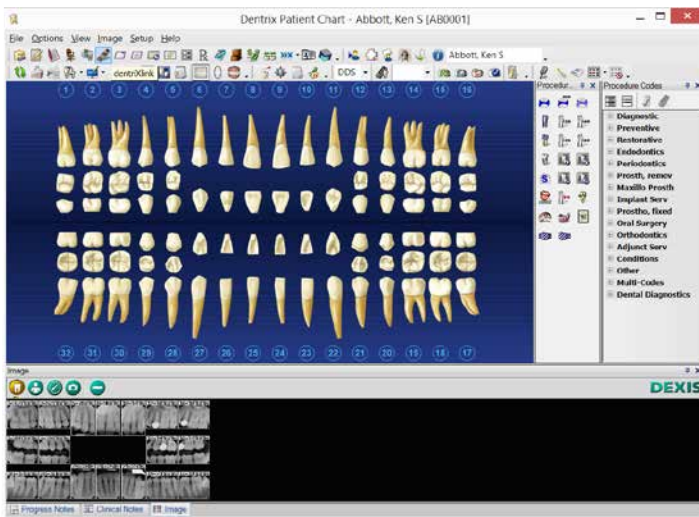 Dentrix Patient Chart - Abbott, Ken S [AB0001]
File Options View Image Setup Help
Abbott, Ken S
dentriXlink
DDS
Procedur...
Procedure Codes
1 2 3 4 5 6 7 8 9 10 11 12 13 14 15 16
Diagnostic
Preventive
Restorative
Endodontics
Periodontics
Prosth, remov
Maxillo Prosth
Implant Serv
Prostho, fixed
Oral Surgery
Orthodontics
Adjunct Serv
Conditions
Other
Multi-Codes
Dental Diagnostics
32 31 30 29 28 27 26 25 24 23 22 21 20 19 18 17
Image
DEXIS
Progress Notes Clinical Notes Image